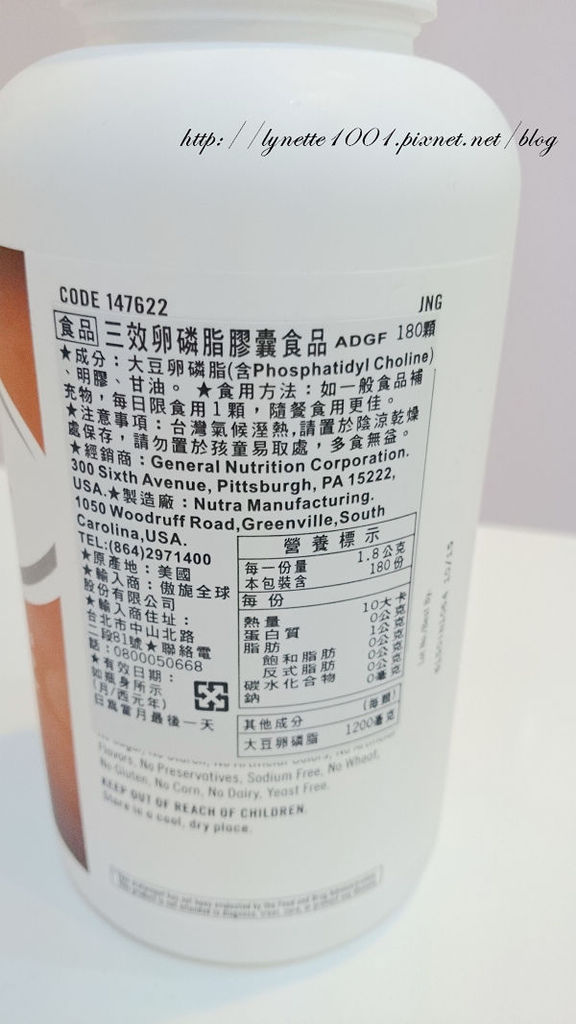 http://lynette1001.pixnet.net/blog
CODE 147622
JNG
食品 三效卵磷脂膠囊食品 ADGF 180顆
★成分：大豆卵磷脂(含Phosphatidyl Choline)
、明膠、甘油。 ★食用方法：如一般食品補
充物，每日限食用1顆，隨餐食用更佳。
★注意事項：台灣氣候溼熱,請置於陰涼乾燥
處保存，請勿置於孩童易取處，多食無益。
★經銷商：General Nutrition Corporation.
300 Sixth Avenue, Pittsburgh, PA 15222,
USA.★製造廠：Nutra Manufacturing.
1050 Woodruff Road,Greenville,South
Carolina,USA.
TEL:(864)2971400
★原產地：美國
★輸入商：傲旋全球
股份有限公司
★輸入商住址：
台北市中山北路
二段81號★聯絡電
話：0800050668
★有效日期：
如瓶身所示
(月/西元年)
日為當月最後一天
營養標示
每一份量 1.8公克
本包裝含 180份
每份
熱量 10大卡
蛋白質 0公克
脂肪 1公克
飽和脂肪 0公克
反式脂肪 0公克
碳水化合物 0公克
鈉 0毫克
其他成分 (每顆)
大豆卵磷脂 1200毫克
Flavors, No Preservatives, Sodium Free, No Wheat,
No Gluten, No Corn, No Dairy, Yeast Free.
KEEP OUT OF REACH OF CHILDREN.
Store in a cool, dry place.